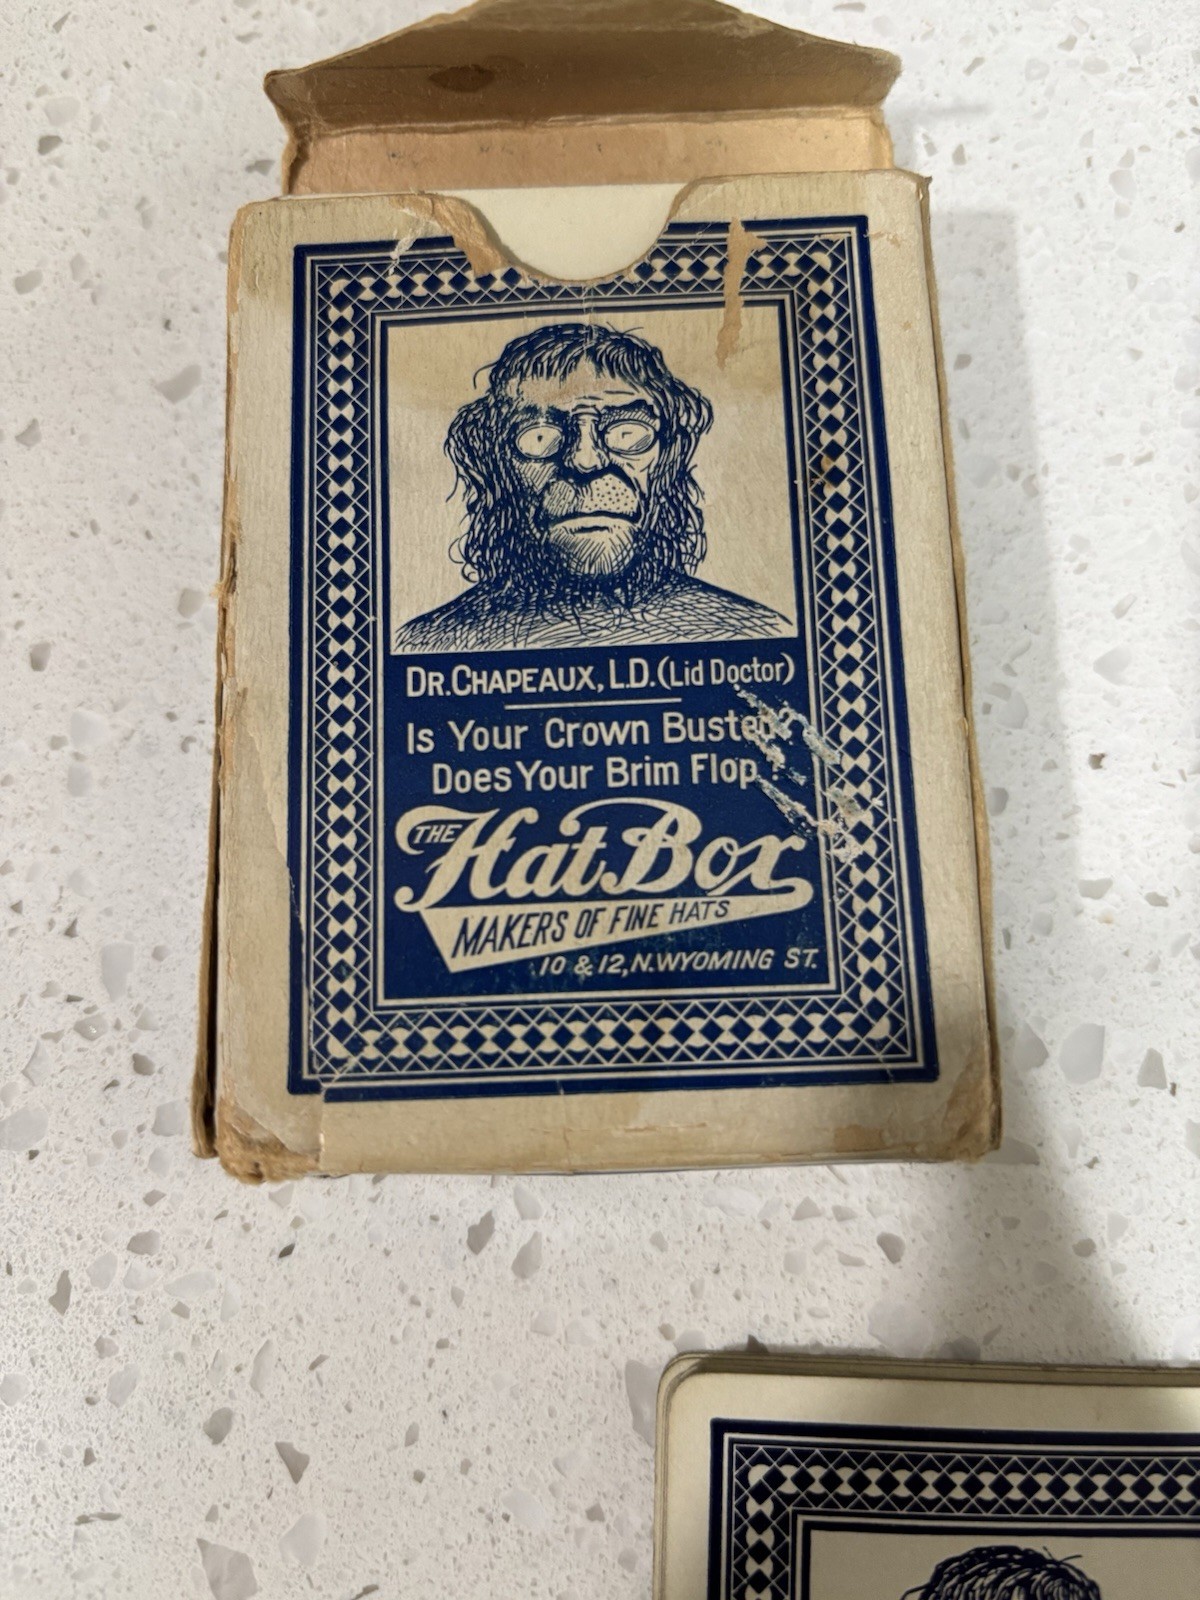 DR. CHAPEAUX, L.D. (Lid Doctor)
Is Your Crown Busted?
Does Your Brim Flop?
THE Hat Box
MAKERS OF FINE HATS
10 & 12, N. WYOMING ST.